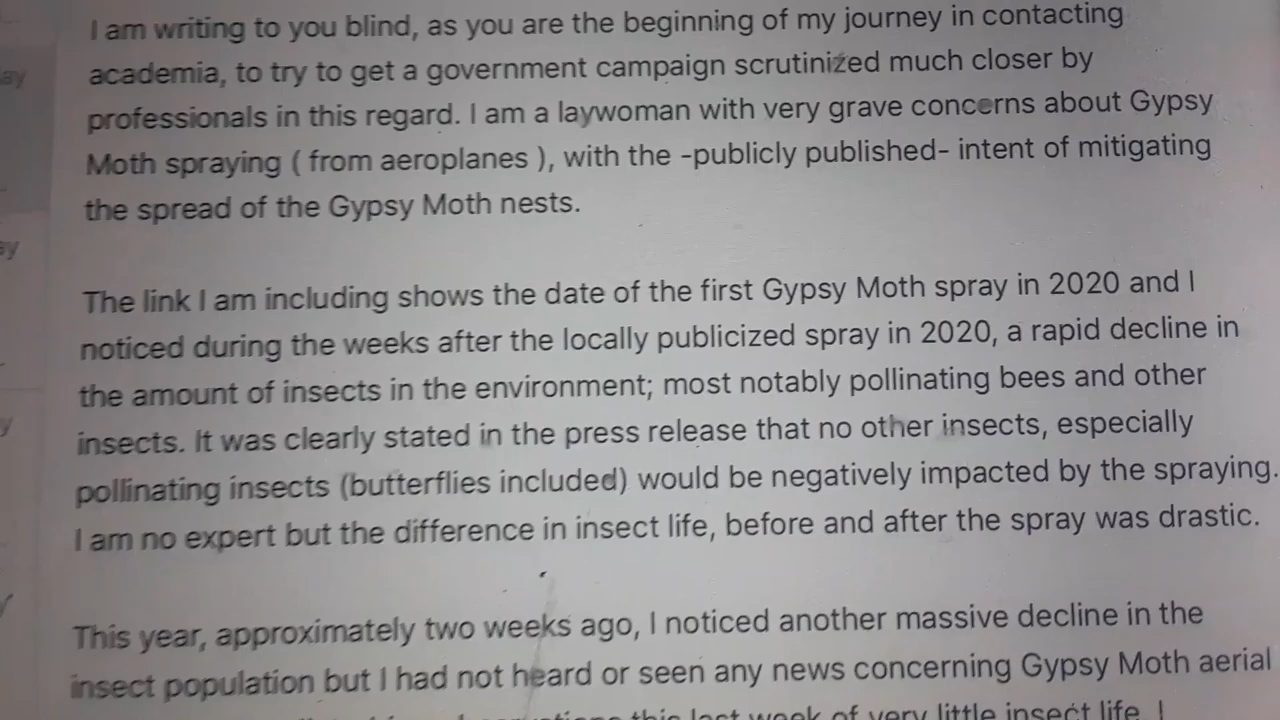 I am writing to you blind, as you are the beginning of my journey in contacting
academia, to try to get a government campaign scrutinized much closer by
professionals in this regard. I am a laywoman with very grave concerns about Gypsy
Moth spraying ( from aeroplanes ), with the -publicly published- intent of mitigating
the spread of the Gypsy Moth nests.
The link I am including shows the date of the first Gypsy Moth spray in 2020 and I
noticed during the weeks after the locally publicized spray in 2020, a rapid decline in
the amount of insects in the environment; most notably pollinating bees and other
insects. It was clearly stated in the press release that no other insects, especially
pollinating insects (butterflies included) would be negatively impacted by the spraying.
I am no expert but the difference in insect life, before and after the spray was drastic.
This year, approximately two weeks ago, I noticed another massive decline in the
insect population but I had not heard or seen any news concerning Gypsy Moth aerial
this last week of very little insect life. I